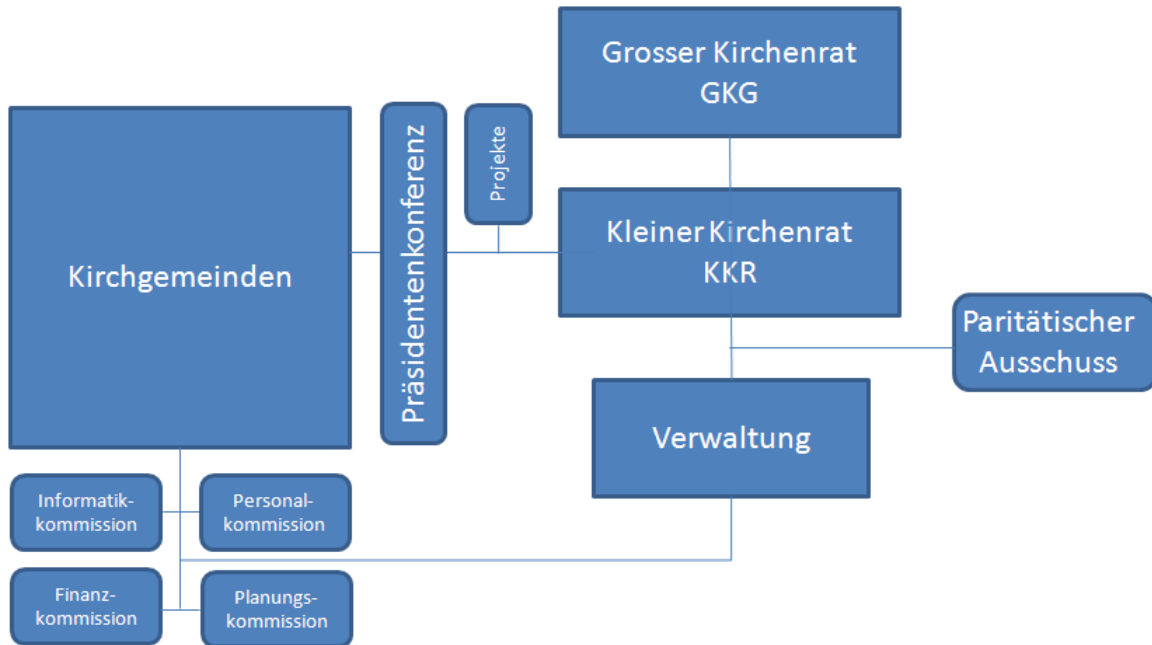 Grosser Kirchenrat
GKG
Kirchgemeinden
Präsidentenkonferenz
Projekte
Kleiner Kirchenrat
KKR
Paritätischer
Ausschuss
Verwaltung
Informatik-
kommission
Personal-
kommission
Finanz-
kommission
Planungs-
kommission